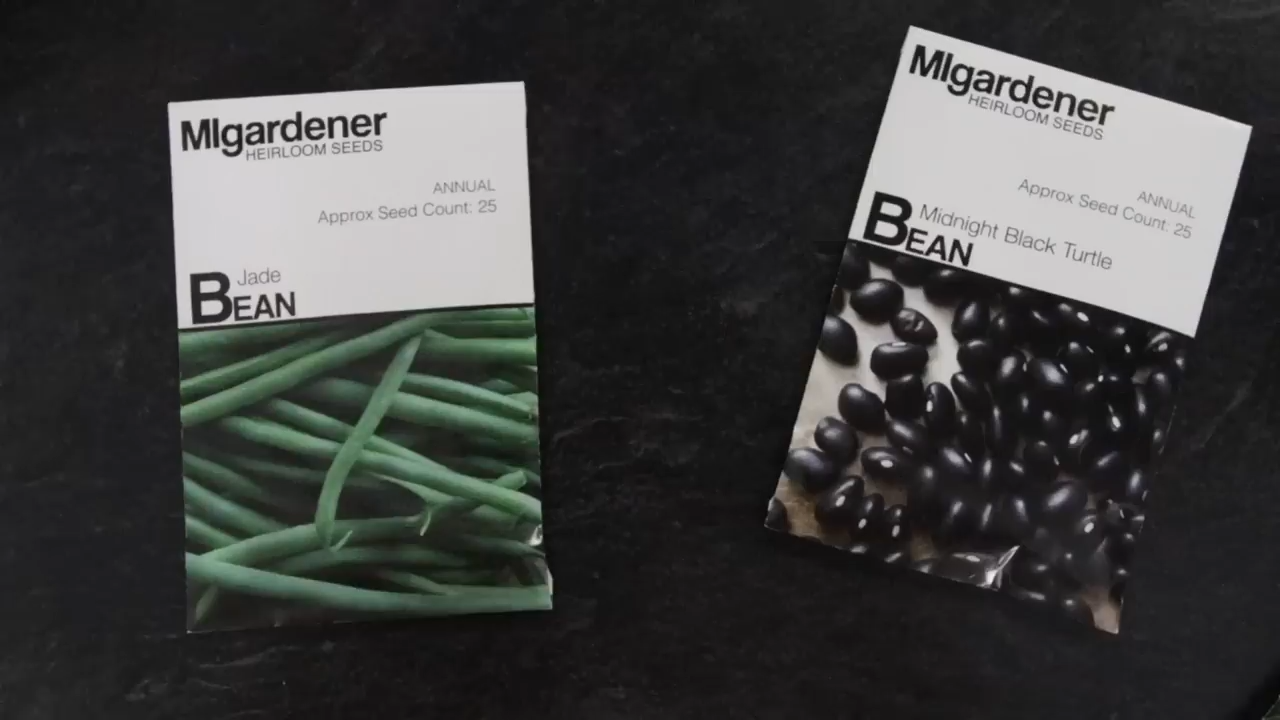 MIgardener
HEIRLOOM SEEDS
ANNUAL
Approx Seed Count: 25
Jade
BEAN
MIgardener
HEIRLOOM SEEDS
ANNUAL
Approx Seed Count: 25
Midnight Black Turtle
BEAN